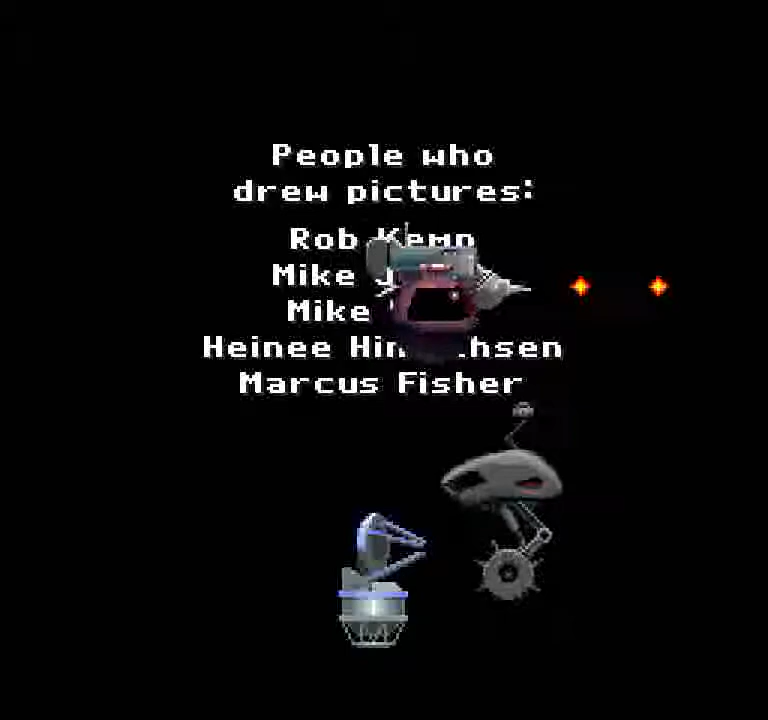 People who
drew pictures:
Rob Kemp
Mike
Mike
Heinee
Marcus Fisher